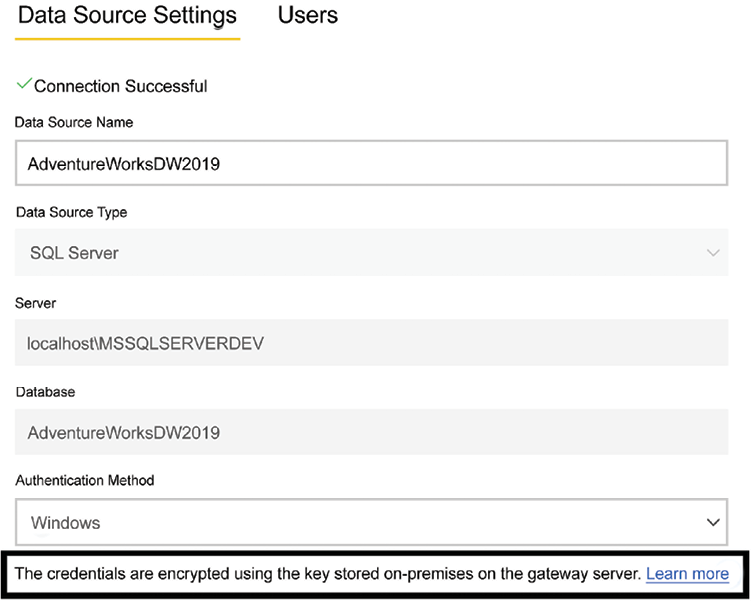 Data Source Settings Users
Connection Successful
Data Source Name
AdventureWorksDW2019
Data Source Type
SQL Server
Server
localhost\MSSQLSERVERDEV
Database
AdventureWorksDW2019
Authentication Method
Windows
The credentials are encrypted using the key stored on-premises on the gateway server. Learn more